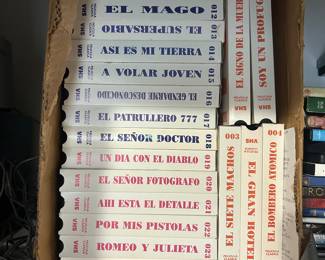 EL MAGO 012
EL SUPERSABIO 013
ASI ES MI TIERRA 014
A VOLAR JOVEN 015
EL GENDARME DESCONOCIDO 016
EL PATRULLERO 777 017
EL SEÑOR DOCTOR 018
UN DIA CON EL DIABLO 019
EL SEÑOR FOTOGRAFO 020
AHI ESTA EL DETALLE 021
POR MIS PISTOLAS 022
ROMEO Y JULIETA 023
EL SIGNO DE LA MUERTE
VHS
SOY UN PROFUGO
VHS
003 EL SIETE MACHOS
EL GRAN HOTEL VHS
004 EL BOMBERO ATOMICO